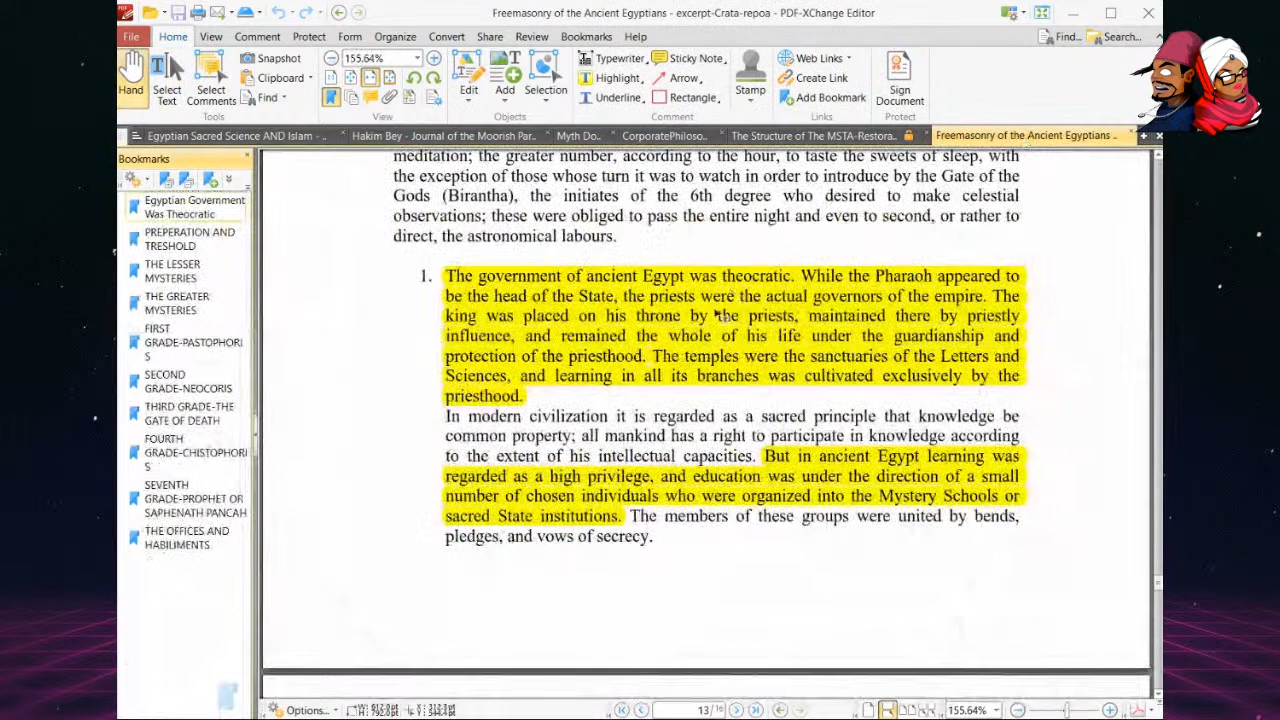 Freemasonry of the Ancient Egyptians - excerpt-Crata-repoa - PDF-XChange Editor
File Home View Comment Protect Form Organize Convert Share Review Bookmarks Help Find... Search...
Hand
Select Text
Select Comments
Snapshot
Clipboard
Find
Tools
155.64%
View
Edit
Add
Selection
Objects
Typewriter
Highlight
Underline
Sticky Note
Arrow
Rectangle
Stamp
Comment
Web Links
Create Link
Add Bookmark
Links
Sign Document
Protect
Egyptian Sacred Science AND Islam - ..
Hakim Bey - Journal of the Moorish Par..
Myth Do..
CorporatePhiloso..
The Structure of The MSTA-Restora..
Freemasonry of the Ancient Egyptians ..
Bookmarks
Egyptian Government
Was Theocratic
PREPERATION AND
TRESHOLD
THE LESSER
MYSTERIES
THE GREATER
MYSTERIES
FIRST
GRADE-PASTOPHORI
S
SECOND
GRADE-NEOCORIS
THIRD GRADE-THE
GATE OF DEATH
FOURTH
GRADE-CHISTOPHORI
S
SEVENTH
GRADE-PROPHET OR
SAPHENATH PANCAH
THE OFFICES AND
HABILIMENTS
meditation; the greater number, according to the hour, to taste the sweets of sleep, with
the exception of those whose turn it was to watch in order to introduce by the Gate of the
Gods (Birantha), the initiates of the 6th degree who desired to make celestial
observations; these were obliged to pass the entire night and even to second, or rather to
direct, the astronomical labours.
1. The government of ancient Egypt was theocratic. While the Pharaoh appeared to
be the head of the State, the priests were the actual governors of the empire. The
king was placed on his throne by the priests, maintained there by priestly
influence, and remained the whole of his life under the guardianship and
protection of the priesthood. The temples were the sanctuaries of the Letters and
Sciences, and learning in all its branches was cultivated exclusively by the
priesthood.
In modern civilization it is regarded as a sacred principle that knowledge be
common property; all mankind has a right to participate in knowledge according
to the extent of his intellectual capacities. But in ancient Egypt learning was
regarded as a high privilege, and education was under the direction of a small
number of chosen individuals who were organized into the Mystery Schools or
sacred State institutions. The members of these groups were united by bends,
pledges, and vows of secrecy.
Options... 13 / 16 155.64%